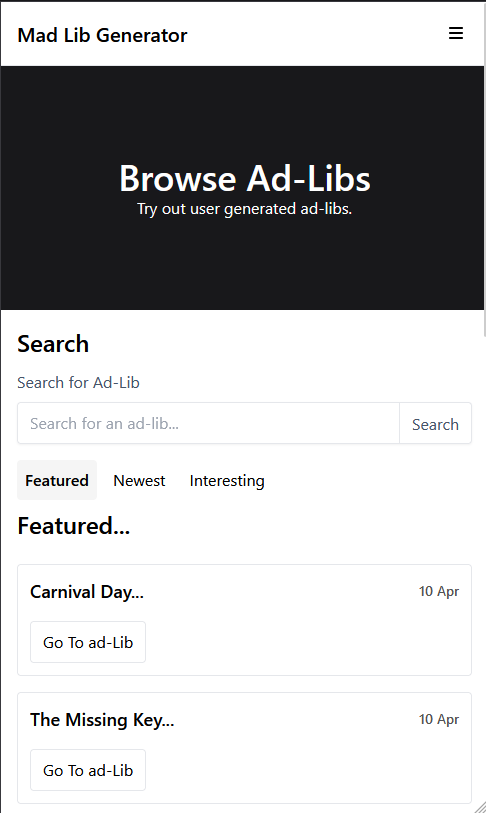 Mad Lib Generator
Browse Ad-Libs
Try out user generated ad-libs.
Search
Search for Ad-Lib
Search for an ad-lib... Search
Featured Newest Interesting
Featured...
Carnival Day... 10 Apr
Go To ad-Lib
The Missing Key... 10 Apr
Go To ad-Lib